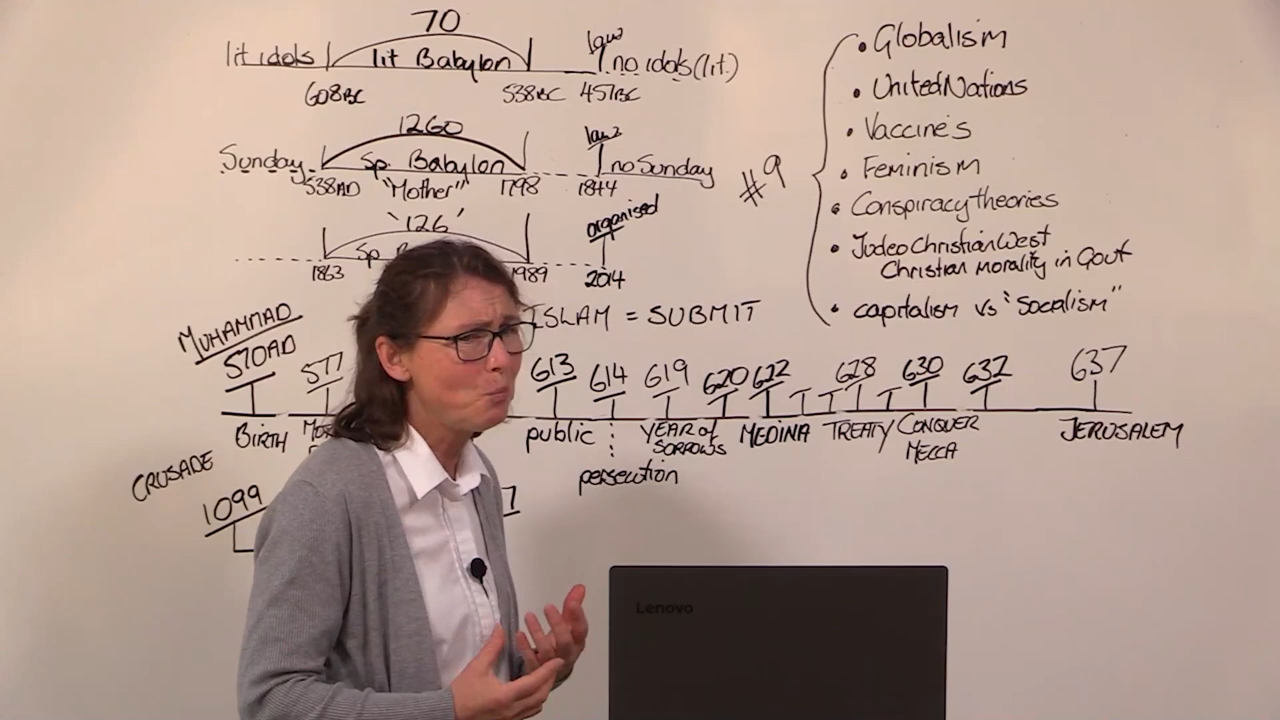 70
lit idols
lit Babylon
law
no idols (lit.)
608BC
538BC
457BC
1260
Sunday
Sp. Babylon
law
no Sunday
538AD
"Mother"
1798
1844
'126'
Sp
organised
1863
1989
2014
#9
• Globalism
• United Nations
• Vaccine's
• Feminism
• Conspiracy theories
• Judeo Christian West
Christian morality in Govt
• capitalism vs "Socialism"
ISLAM = SUBMIT
MUHAMMAD
570AD
577
613
614
619
620
622
628
630
632
637
BIRTH
public
YEAR of
SORROWS
MEDINA
TREATY
CONQUER
MECCA
JERUSALEM
persecution
CRUSADE
1099
7
Lenovo